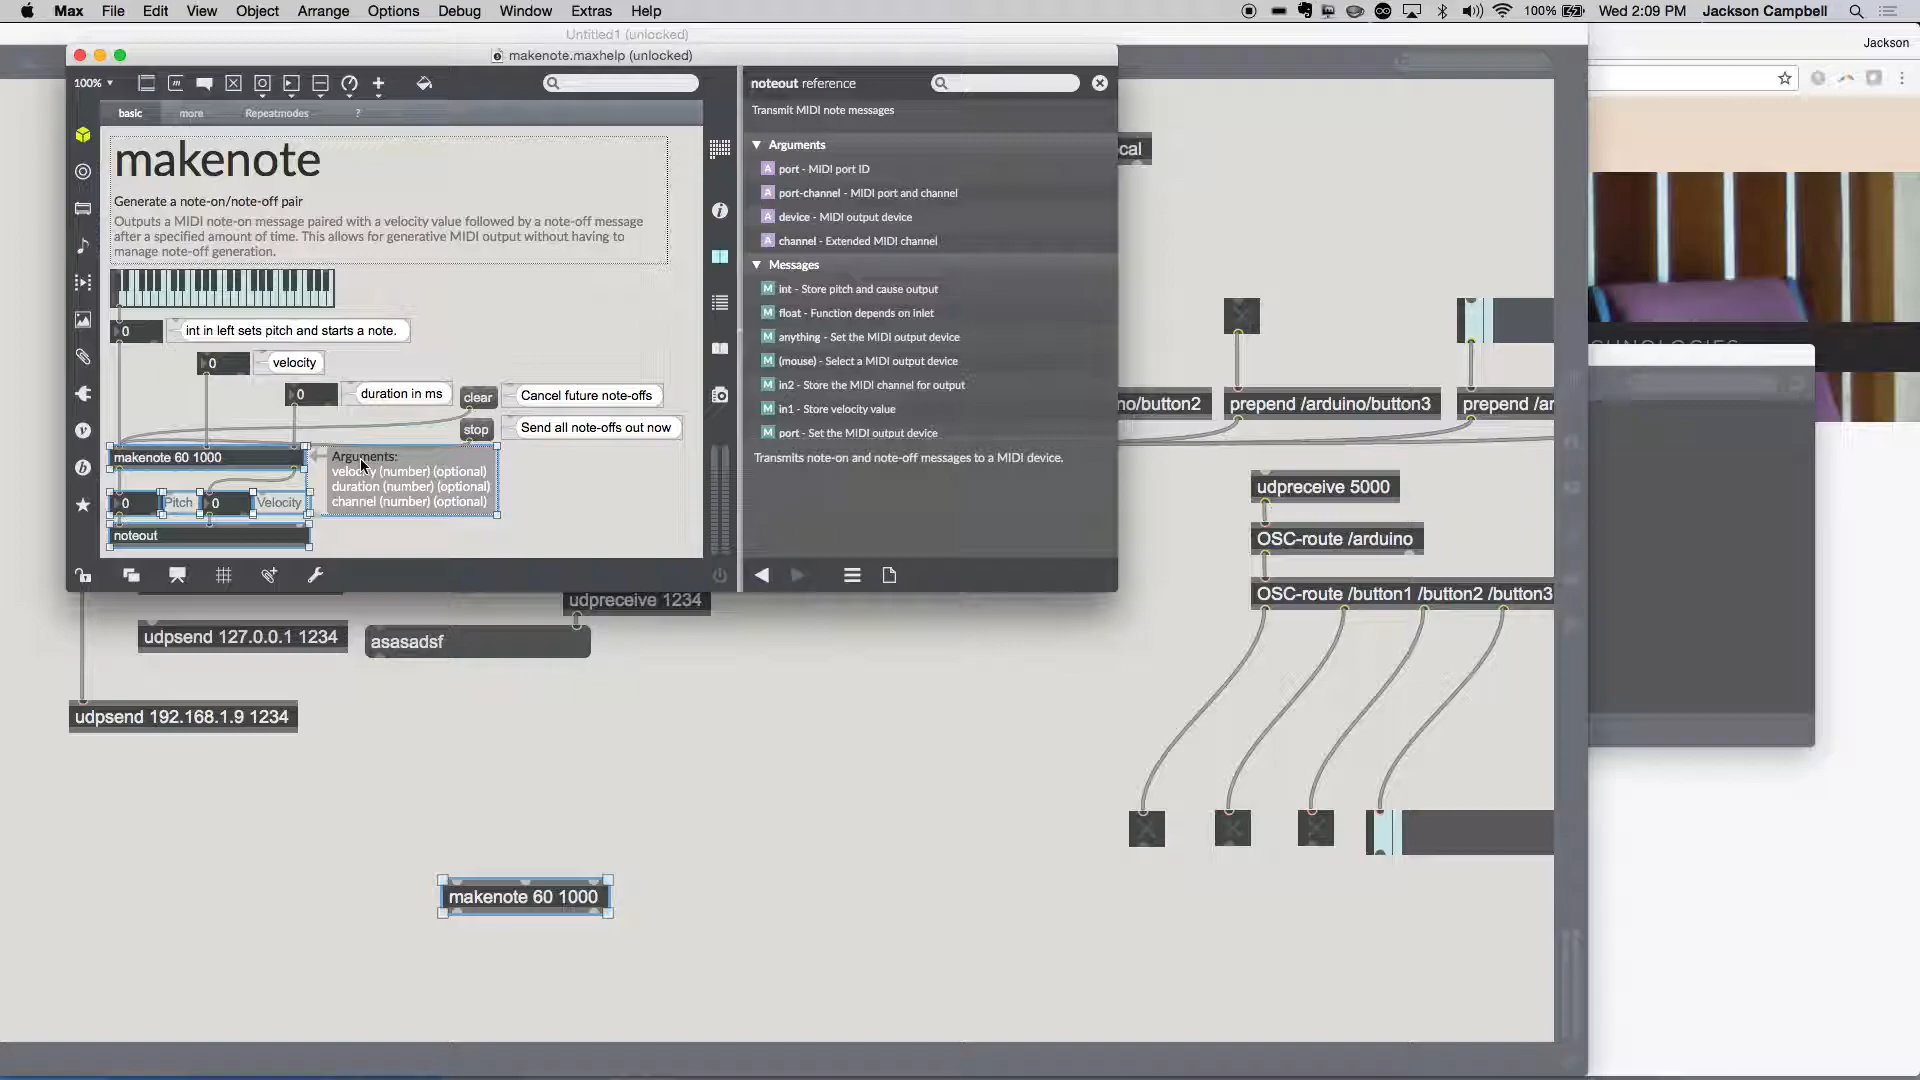 Max File Edit View Object Arrange Options Debug Window Extras Help
100% Wed 2:09 PM Jackson Campbell
Untitled1 (unlocked)
Jackson
makenote.maxhelp (unlocked)
100%
basic more Repeatmodes ?
makenote
Generate a note-on/note-off pair
Outputs a MIDI note-on message paired with a velocity value followed by a note-off message
after a specified amount of time. This allows for generative MIDI output without having to
manage note-off generation.
0 int in left sets pitch and starts a note.
0 velocity
0 duration in ms
clear Cancel future note-offs
stop Send all note-offs out now
makenote 60 1000
Arguments:
velocity (number) (optional)
duration (number) (optional)
channel (number) (optional)
0 Pitch 0 Velocity
noteout
noteout reference
Transmit MIDI note messages
Arguments
A port - MIDI port ID
A port-channel - MIDI port and channel
A device - MIDI output device
A channel - Extended MIDI channel
Messages
M int - Store pitch and cause output
M float - Function depends on inlet
M anything - Set the MIDI output device
M (mouse) - Select a MIDI output device
M in2 - Store the MIDI channel for output
M in1 - Store velocity value
M port - Set the MIDI output device
Transmits note-on and note-off messages to a MIDI device.
cal
no/button2
prepend /arduino/button3
prepend /ar
udpreceive 5000
OSC-route /arduino
OSC-route /button1 /button2 /button3
udpreceive 1234
udpsend 127.0.0.1 1234
asasadsf
udpsend 192.168.1.9 1234
makenote 60 1000